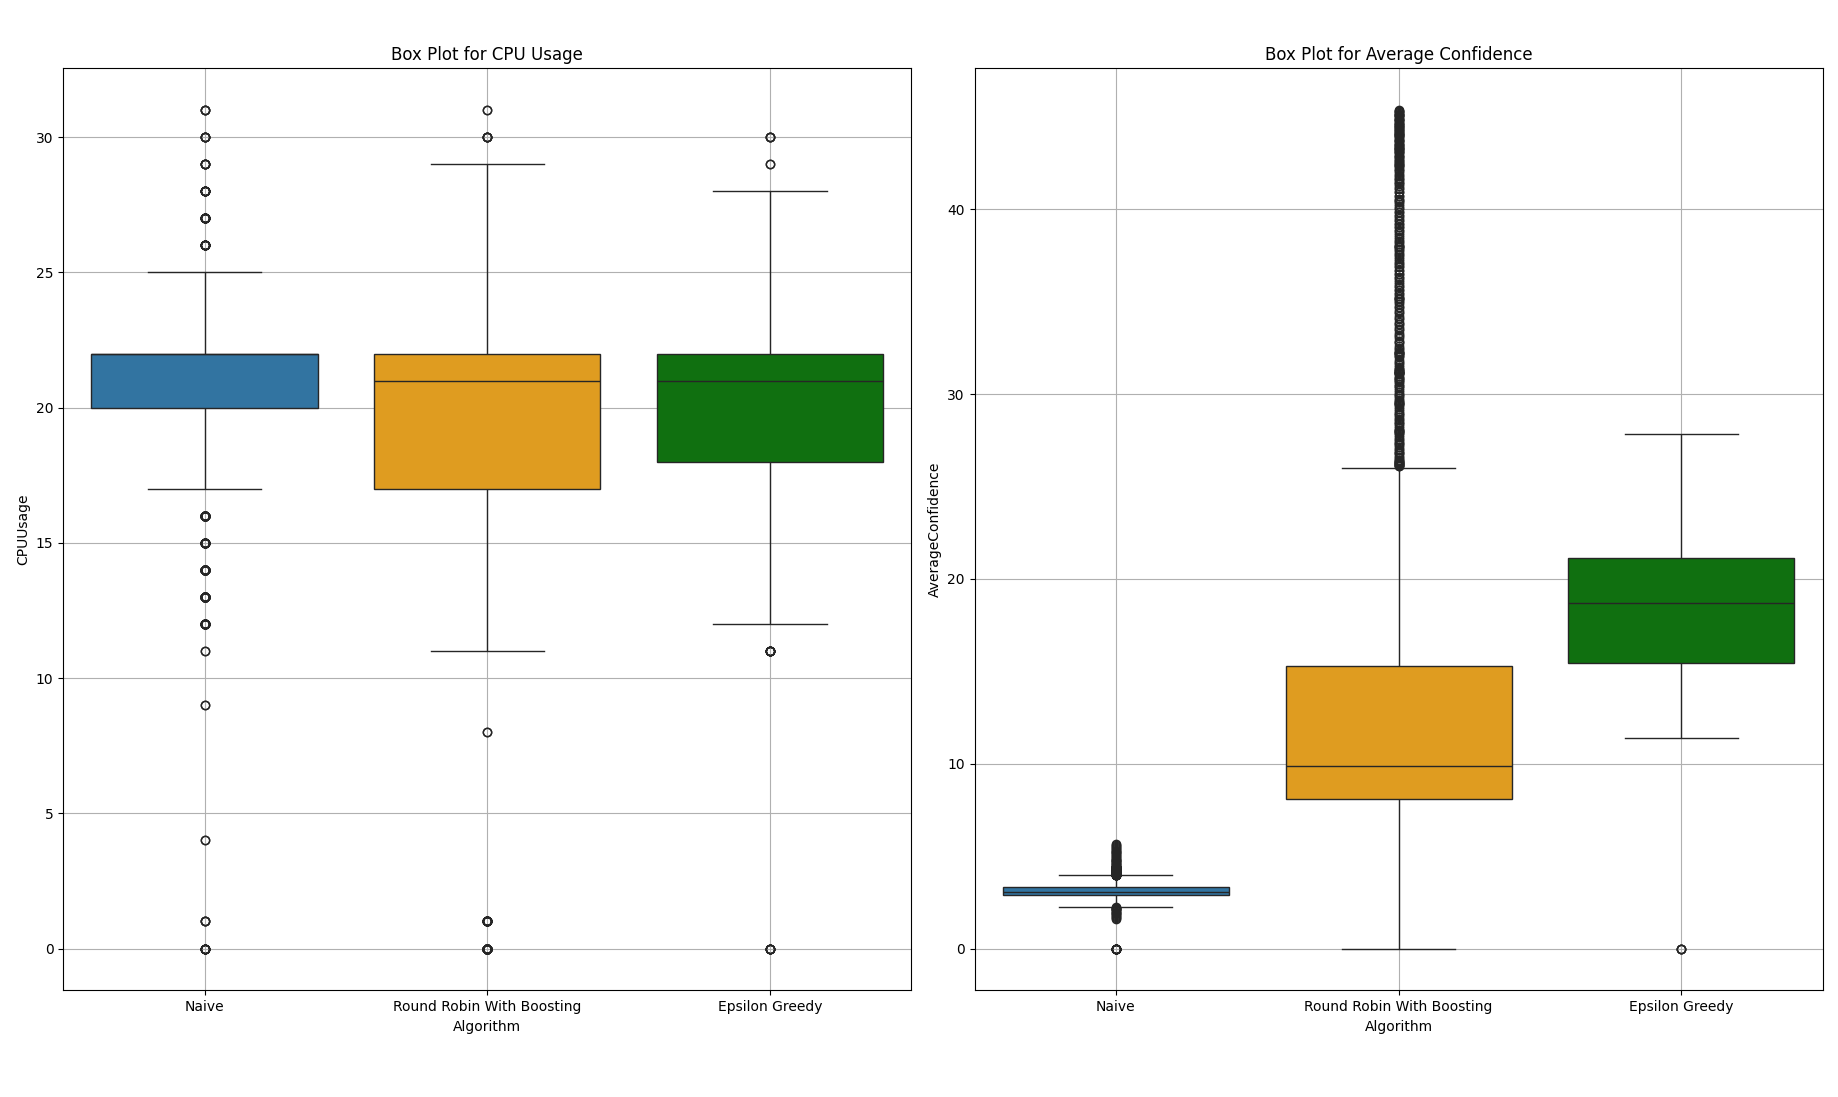 Box Plot for CPU Usage
CPUUsage
30
25
20
15
10
5
0
Naive
Round Robin With Boosting
Epsilon Greedy
Algorithm
Box Plot for Average Confidence
AverageConfidence
40
30
20
10
0
Naive
Round Robin With Boosting
Epsilon Greedy
Algorithm